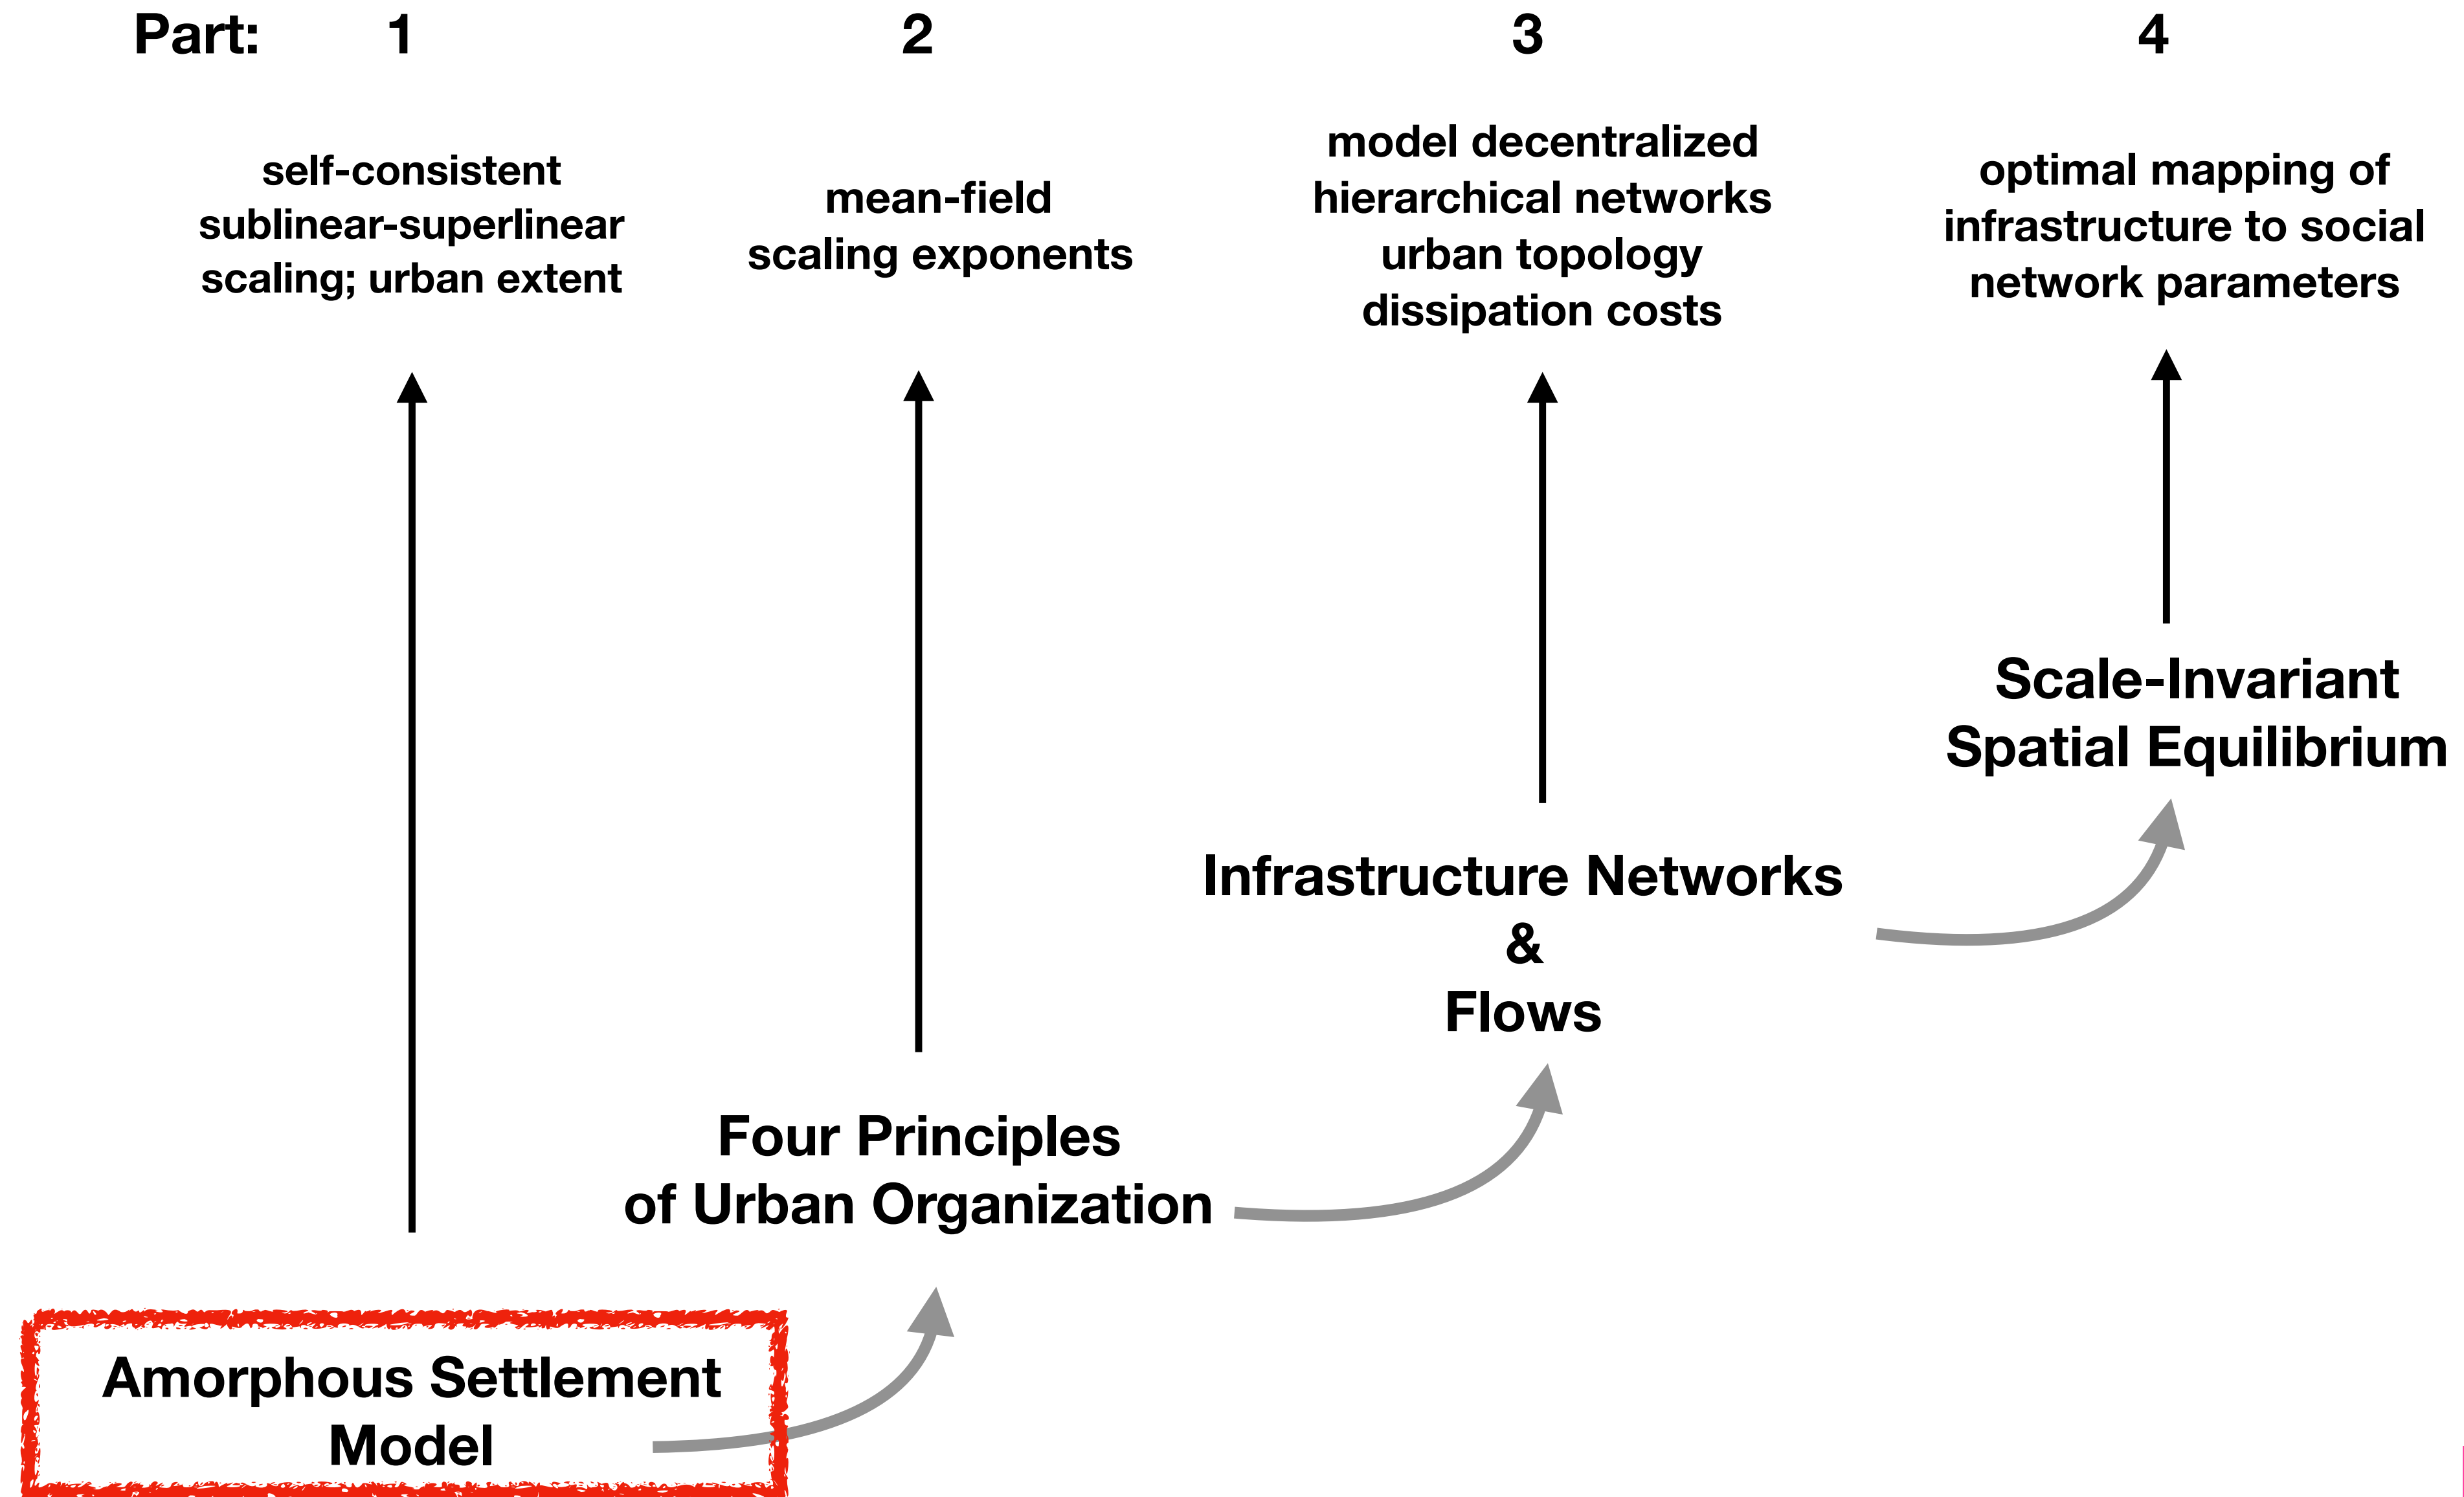 Part: 1 2 3 4
self-consistent
sublinear-superlinear
scaling; urban extent
mean-field
scaling exponents
model decentralized
hierarchical networks
urban topology
dissipation costs
optimal mapping of
infrastructure to social
network parameters
Scale-Invariant
Spatial Equilibrium
Infrastructure Networks
&
Flows
Four Principles
of Urban Organization
Amorphous Settlement
Model